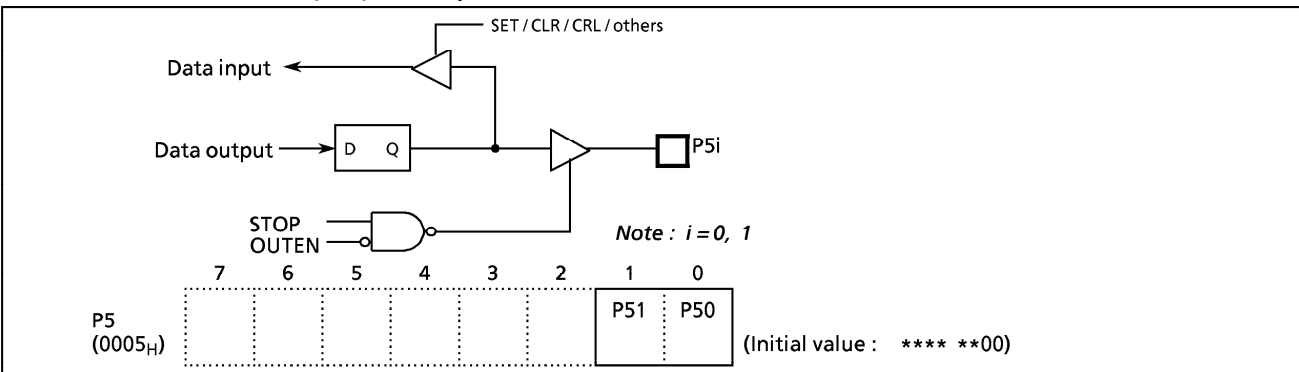 SET / CLR / CRL / others
Data input
Data output
D Q
P5i
STOP
OUTEN
Note : i = 0, 1
7 6 5 4 3 2 1 0
P51 P50
P5
(0005H)
(Initial value : **** **00)